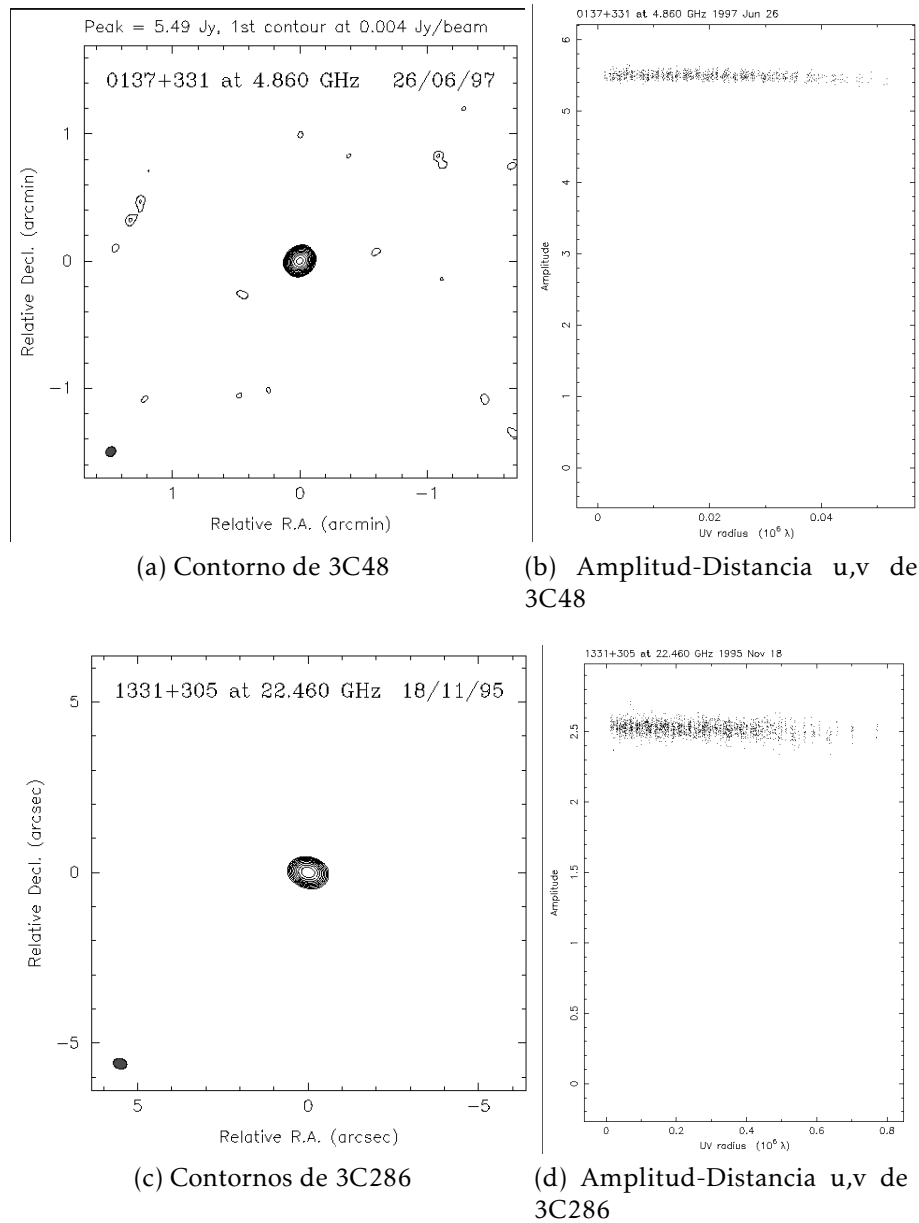 Peak = 5.49 Jy, 1st contour at 0.004 Jy/beam
0137+331 at 4.860 GHz 26/06/97
Relative Decl. (arcmin)
1
0
−1
1 0 −1
Relative R.A. (arcmin)
(a) Contorno de 3C48
0137+331 at 4.860 GHz 1997 Jun 26
Amplitude
6
5
4
3
2
1
0
0 0.02 0.04
UV radius (10⁶ λ)
(b) Amplitud-Distancia u,v de
3C48
1331+305 at 22.460 GHz 18/11/95
Relative Decl. (arcsec)
5
0
−5
5 0 −5
Relative R.A. (arcsec)
(c) Contornos de 3C286
1331+305 at 22.460 GHz 1995 Nov 18
Amplitude
2.5
2
1.5
1
0.5
0
0 0.2 0.4 0.6 0.8
UV radius (10⁶ λ)
(d) Amplitud-Distancia u,v de
3C286